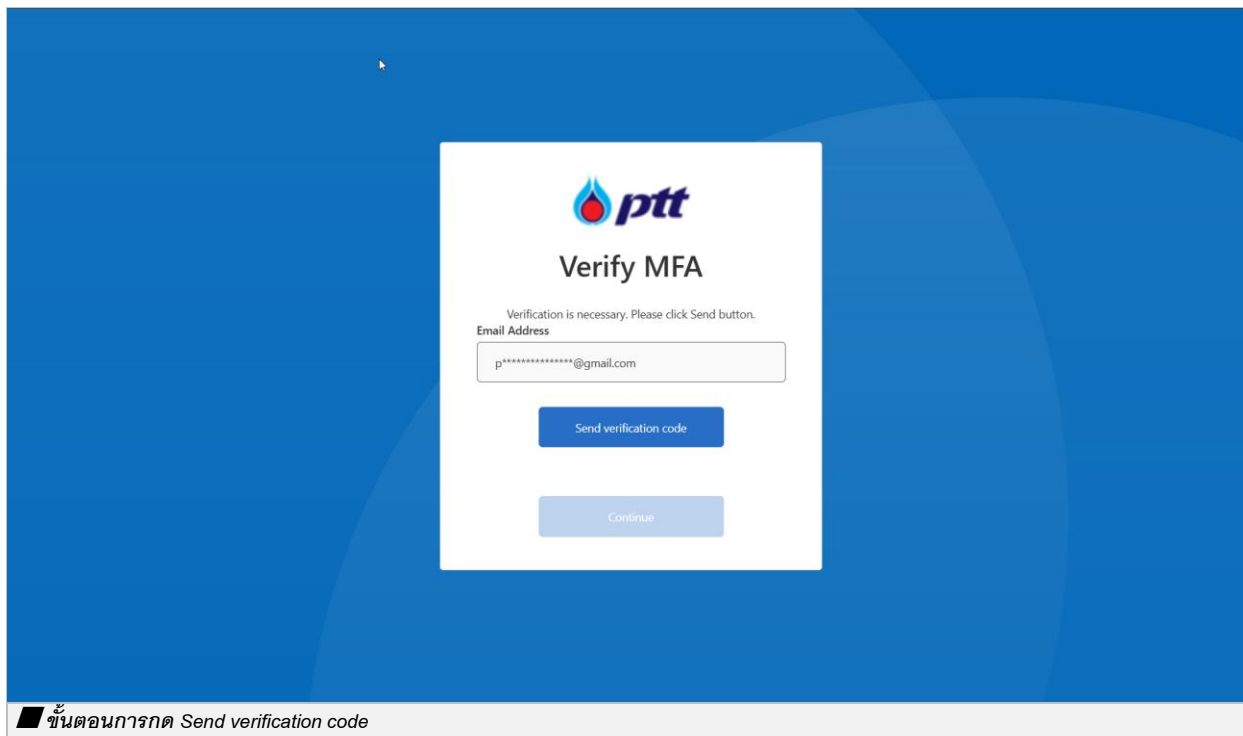 ptt
Verify MFA
Verification is necessary. Please click Send button.
Email Address
p***************@gmail.com
Send verification code
Continue
ขั้นตอนการกด Send verification code